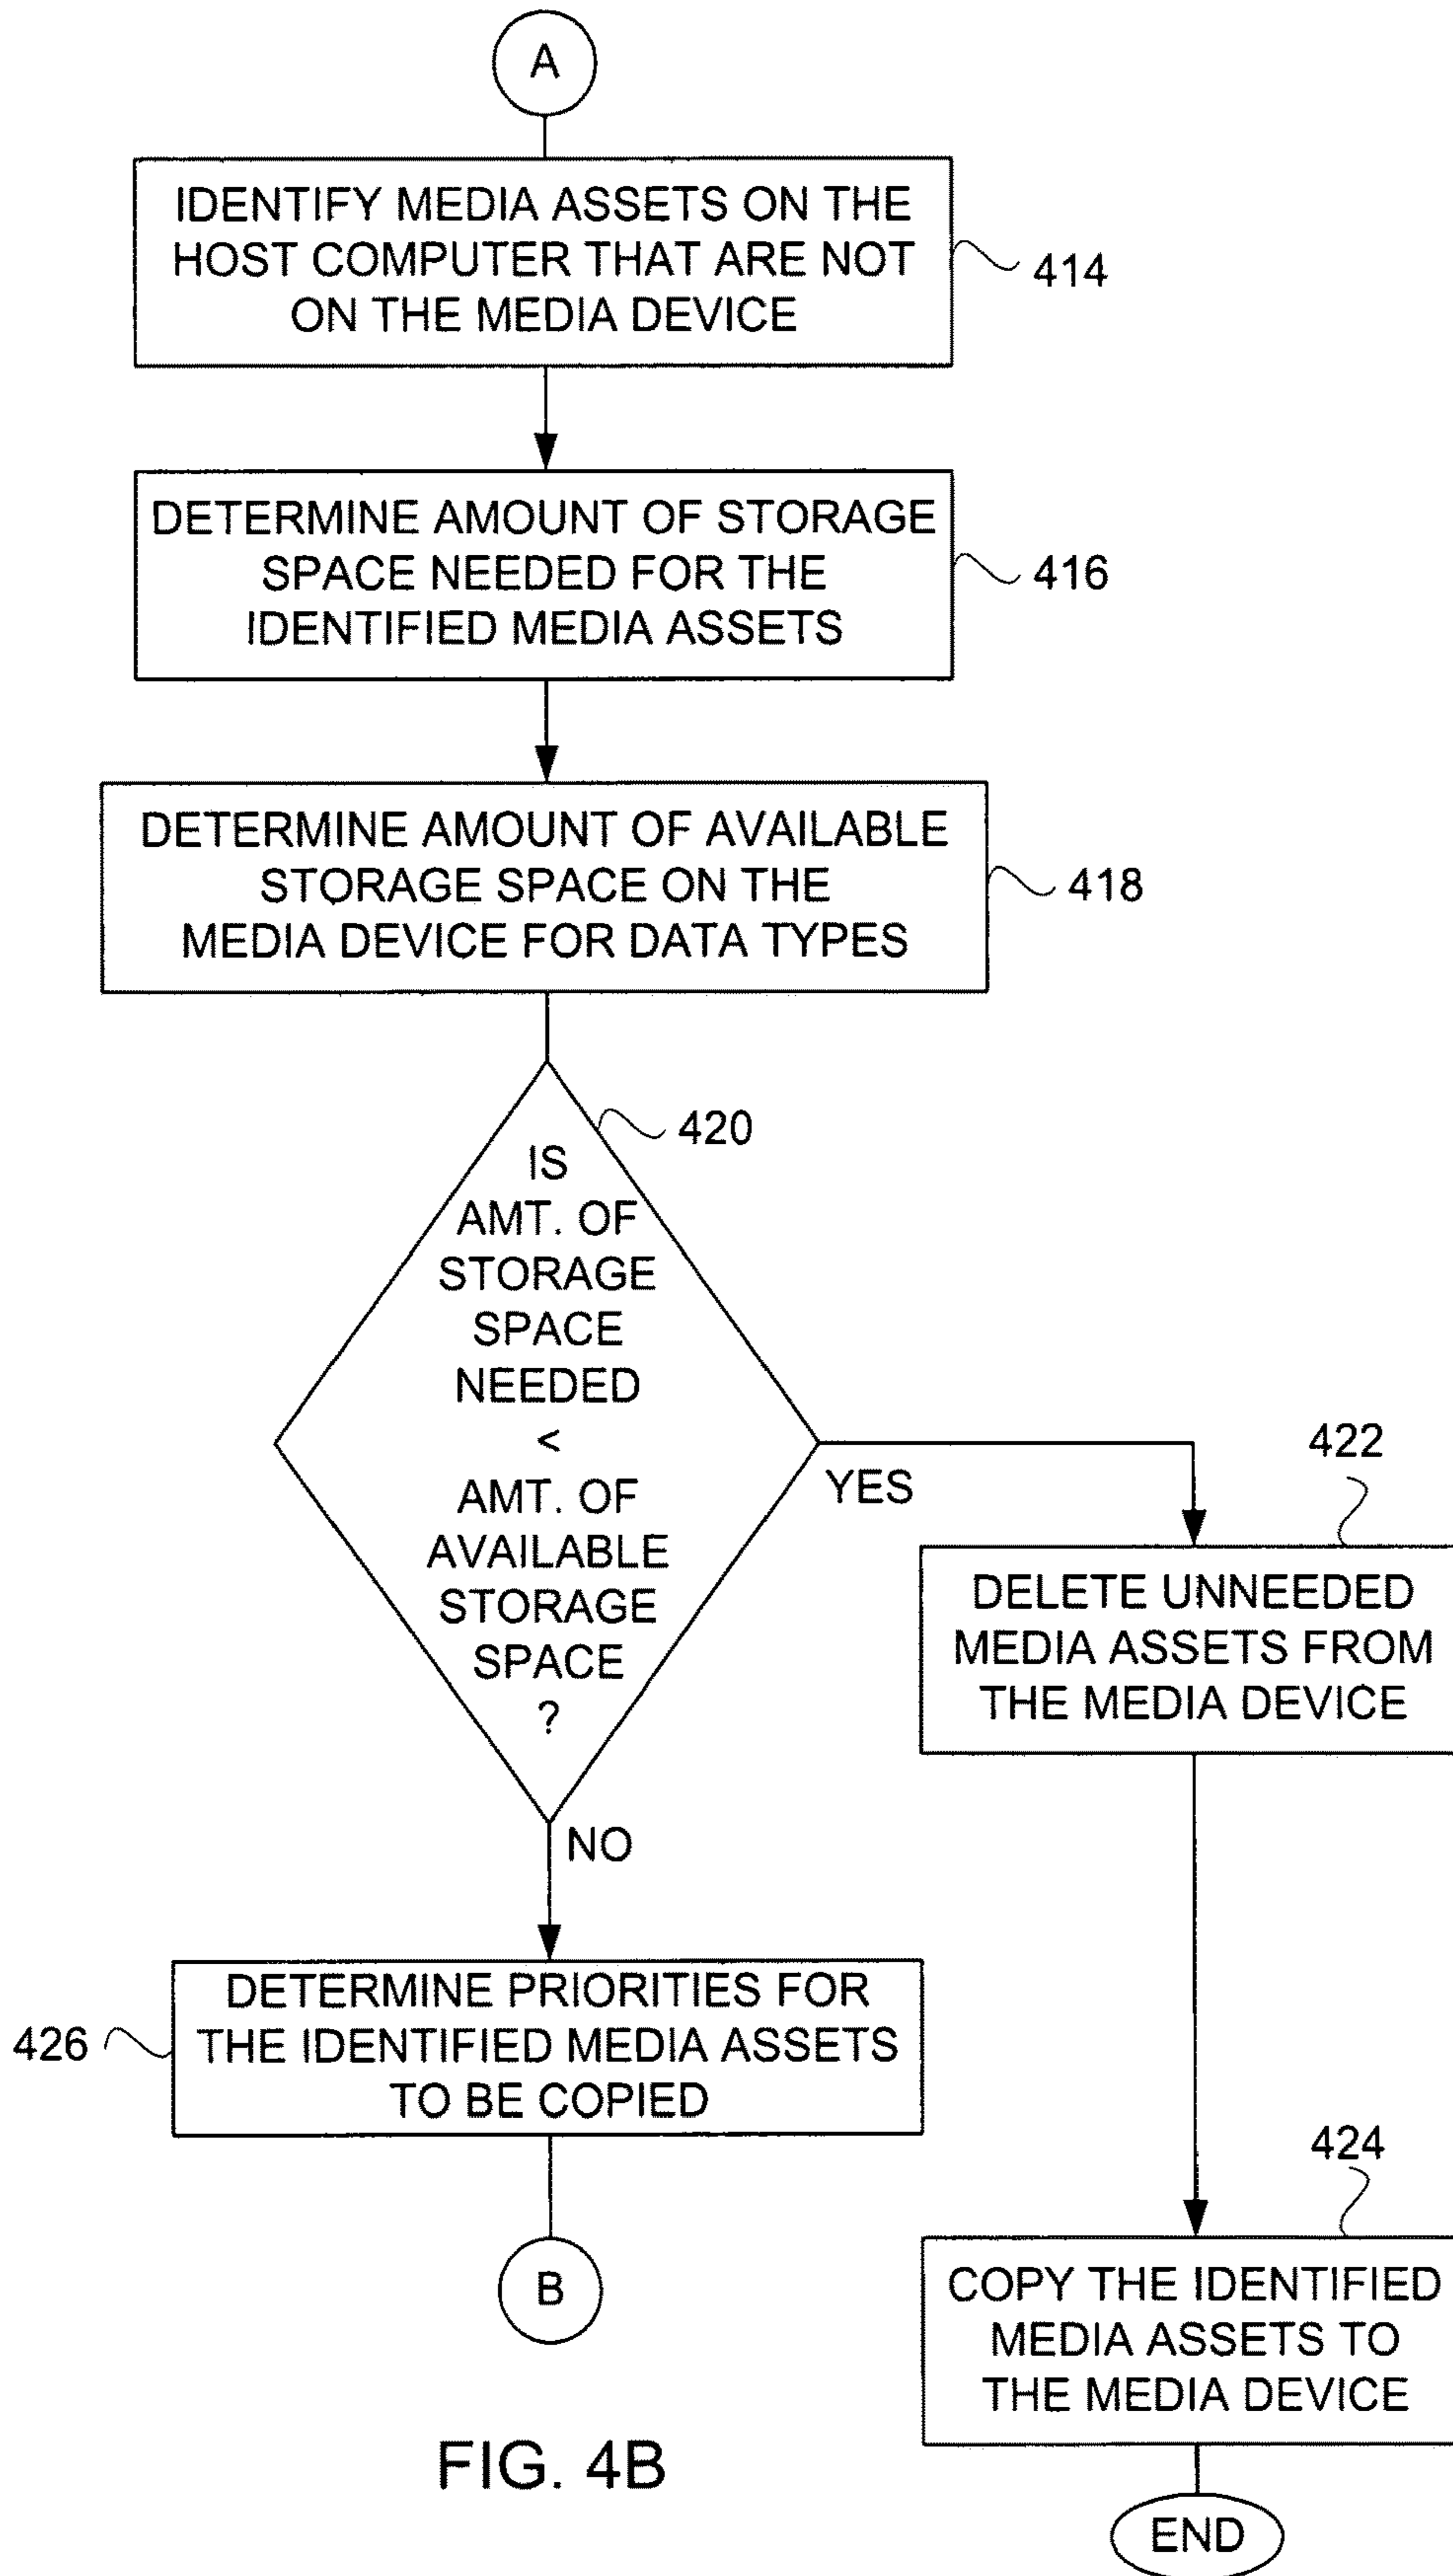 A
IDENTIFY MEDIA ASSETS ON THE
HOST COMPUTER THAT ARE NOT
ON THE MEDIA DEVICE
414
DETERMINE AMOUNT OF STORAGE
SPACE NEEDED FOR THE
IDENTIFIED MEDIA ASSETS
416
DETERMINE AMOUNT OF AVAILABLE
STORAGE SPACE ON THE
MEDIA DEVICE FOR DATA TYPES
418
420
IS
AMT. OF
STORAGE
SPACE
NEEDED
<
AMT. OF
AVAILABLE
STORAGE
SPACE
?
YES
422
DELETE UNNEEDED
MEDIA ASSETS FROM
THE MEDIA DEVICE
NO
426
DETERMINE PRIORITIES FOR
THE IDENTIFIED MEDIA ASSETS
TO BE COPIED
B
424
COPY THE IDENTIFIED
MEDIA ASSETS TO
THE MEDIA DEVICE
END
FIG. 4B